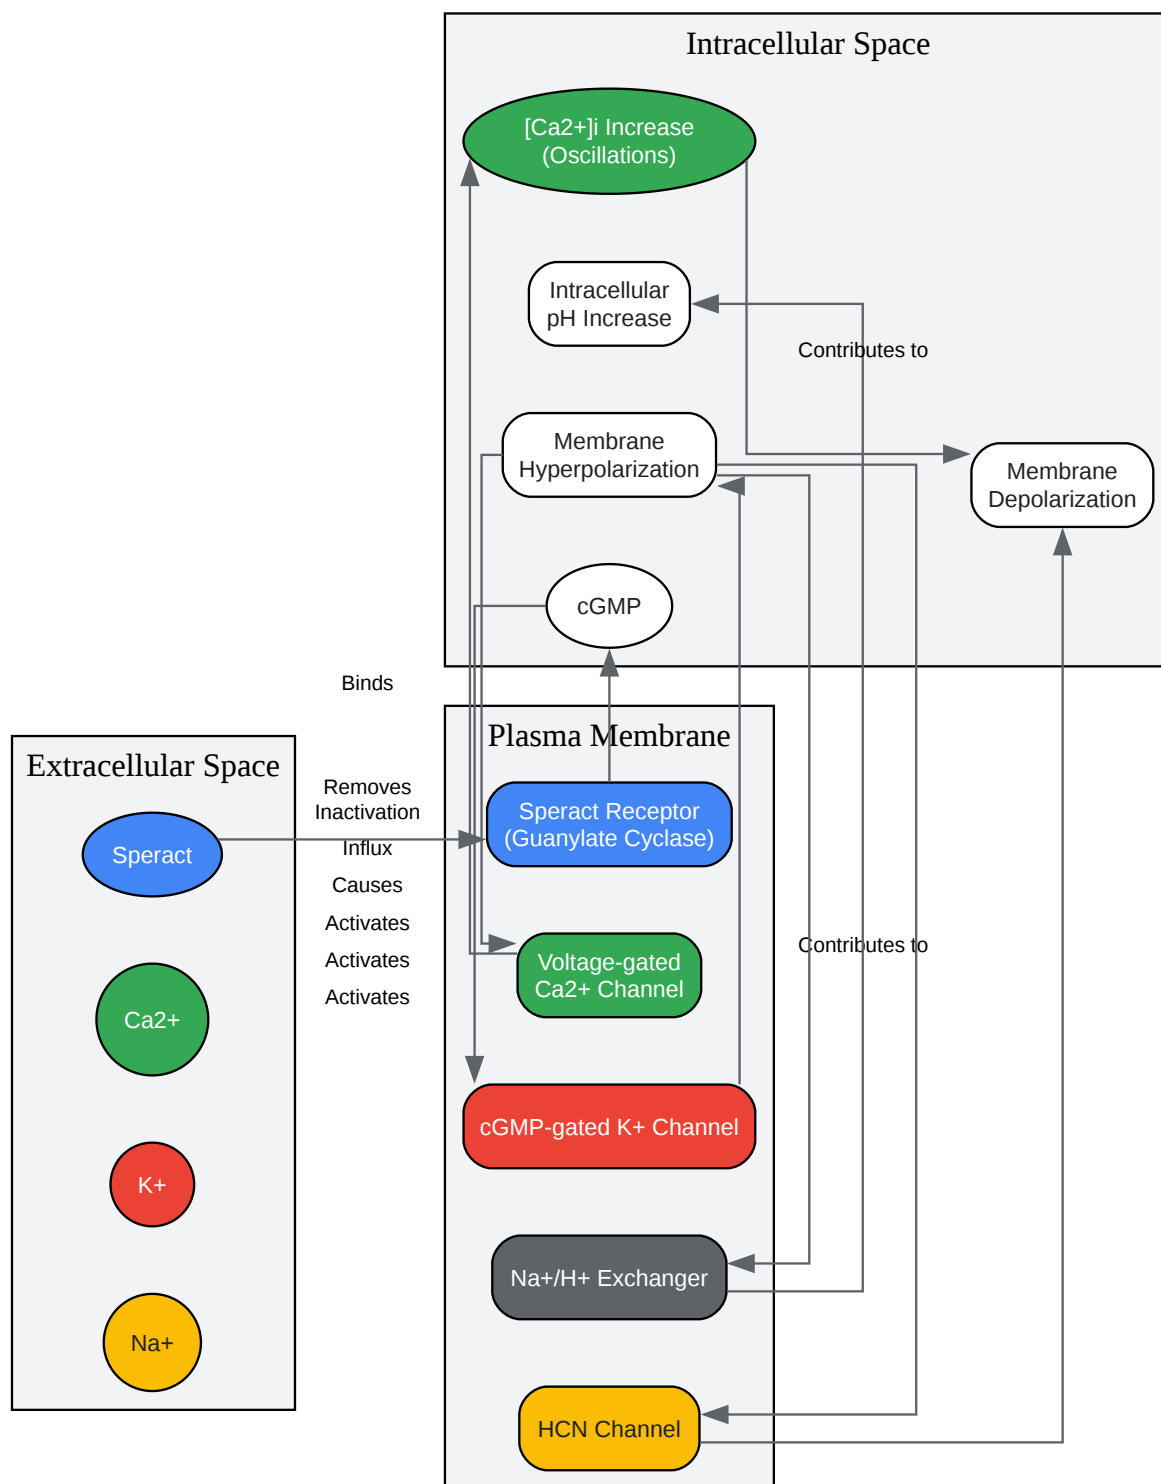 Intracellular Space
[Ca2+]i Increase
(Oscillations)
Intracellular
pH Increase
Contributes to
Membrane
Hyperpolarization
Membrane
Depolarization
cGMP
Binds
Plasma Membrane
Extracellular Space
Removes
Inactivation
Speract Receptor
(Guanylate Cyclase)
Speract
Influx
Causes
Activates
Activates
Activates
Voltage-gated
Ca2+ Channel
Contributes to
Ca2+
cGMP-gated K+ Channel
K+
Na+/H+ Exchanger
Na+
HCN Channel